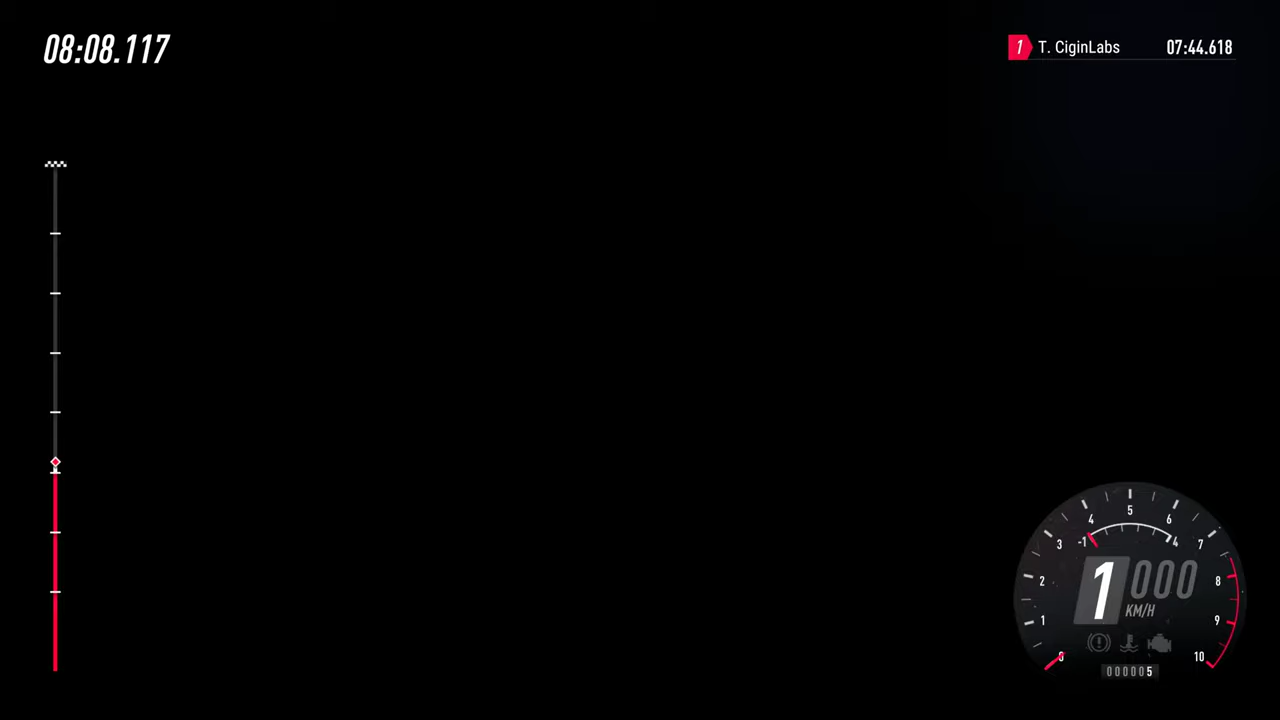 08:08.117
1 T. CiginLabs 07:44.618
0 1 2 3 4 5 6 7 8 9 10
-1 4
1 000
KM/H
000005